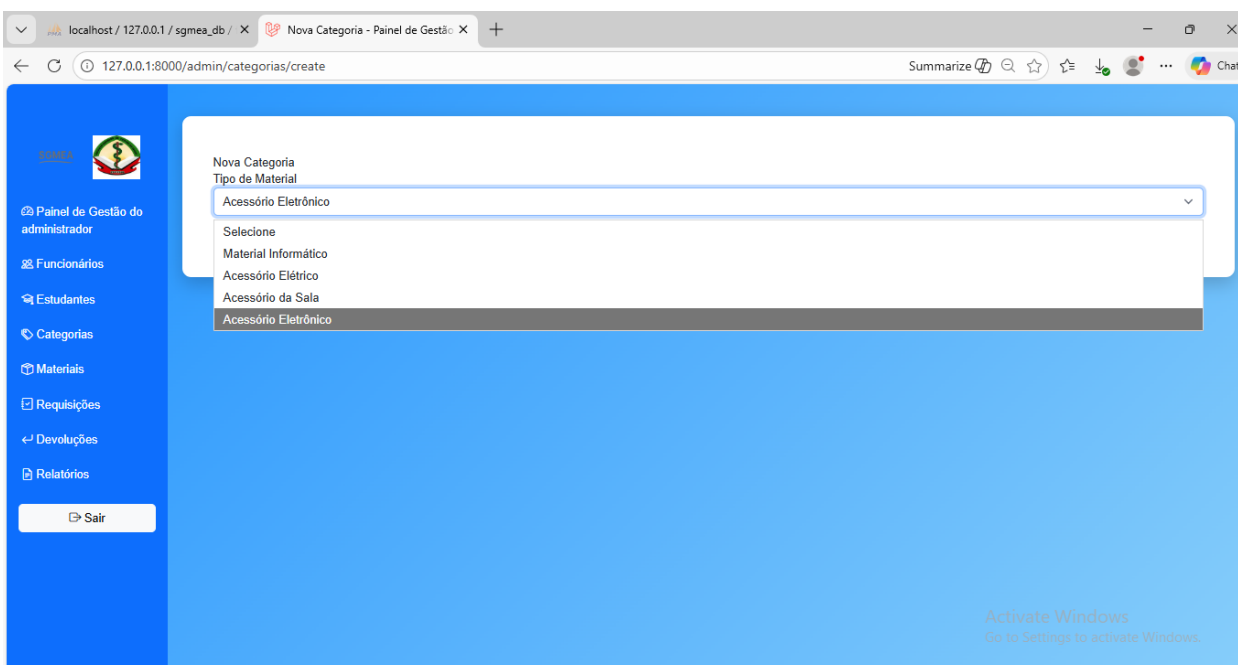 localhost / 127.0.0.1 / sgmea_db /
Nova Categoria - Painel de Gestão
127.0.0.1:8000/admin/categorias/create
Summarize
Chat
SGMEA
Nova Categoria
Tipo de Material
Acessório Eletrônico
Selecione
Material Informático
Acessório Elétrico
Acessório da Sala
Acessório Eletrônico
Painel de Gestão do
administrador
Funcionários
Estudantes
Categorias
Materiais
Requisições
Devoluções
Relatórios
Sair
Activate Windows
Go to Settings to activate Windows.